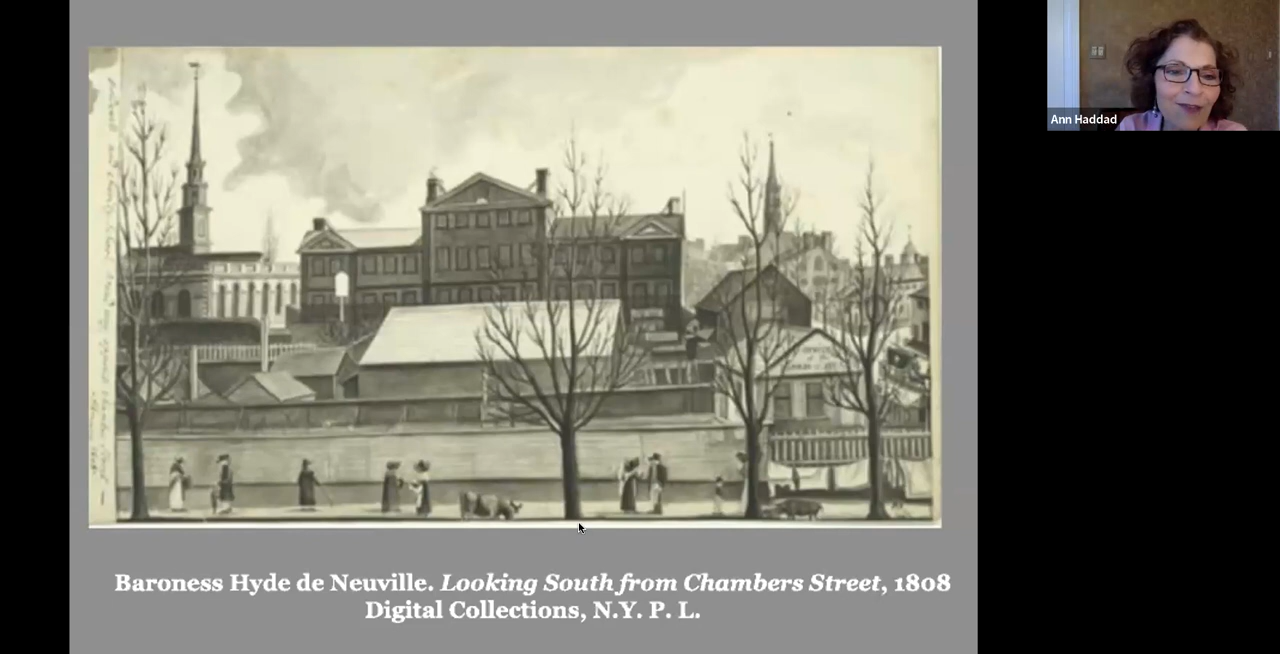 Ann Haddad
Baroness Hyde de Neuville. Looking South from Chambers Street, 1808
Digital Collections, N.Y. P. L.